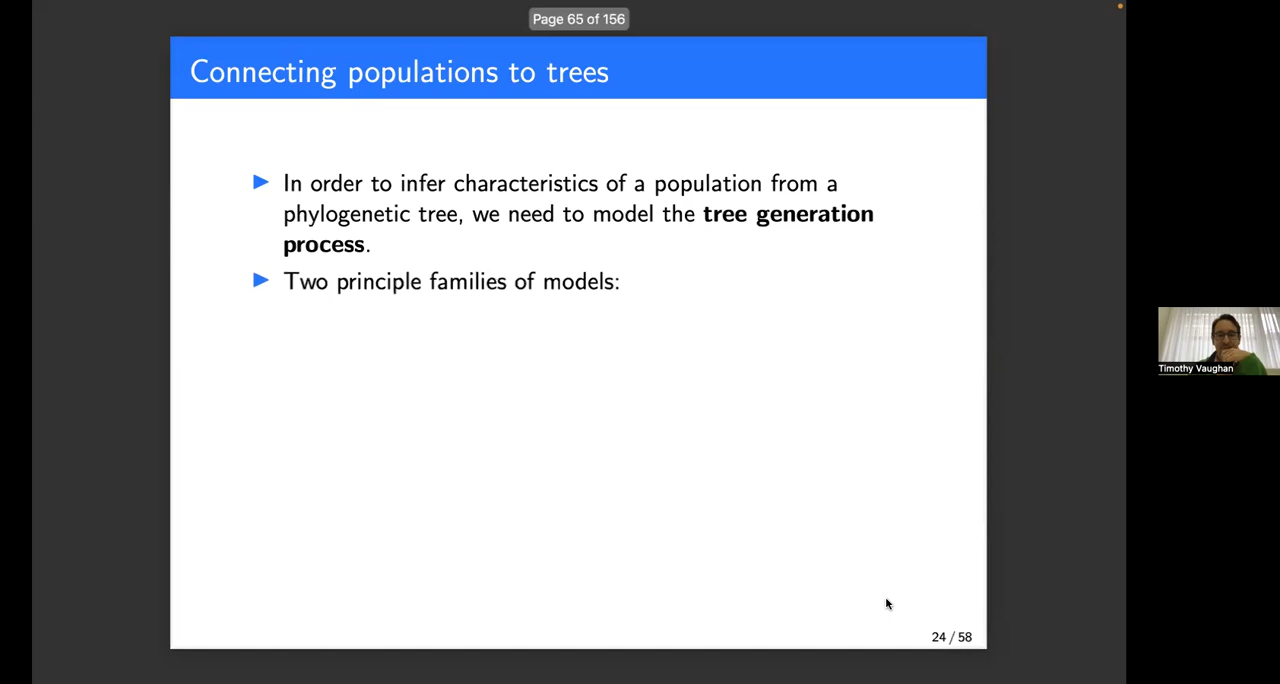 Page 65 of 156
Connecting populations to trees
In order to infer characteristics of a population from a
phylogenetic tree, we need to model the tree generation
process.
Two principle families of models:
Timothy Vaughan
24 / 58